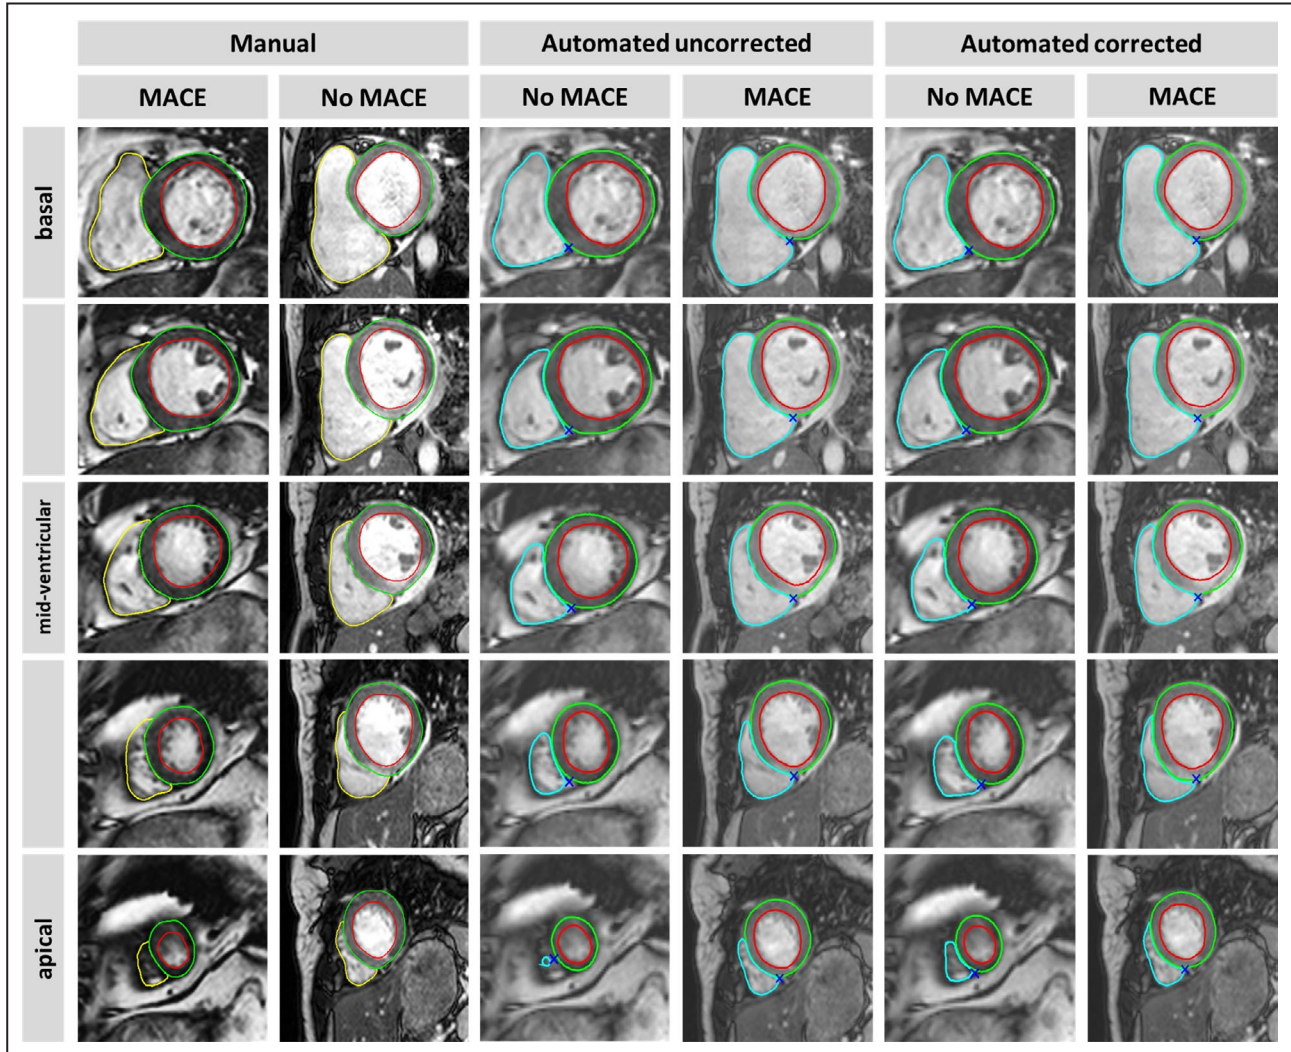 Manual Automated uncorrected Automated corrected
MACE No MACE No MACE MACE No MACE MACE
basal
mid-ventricular
apical